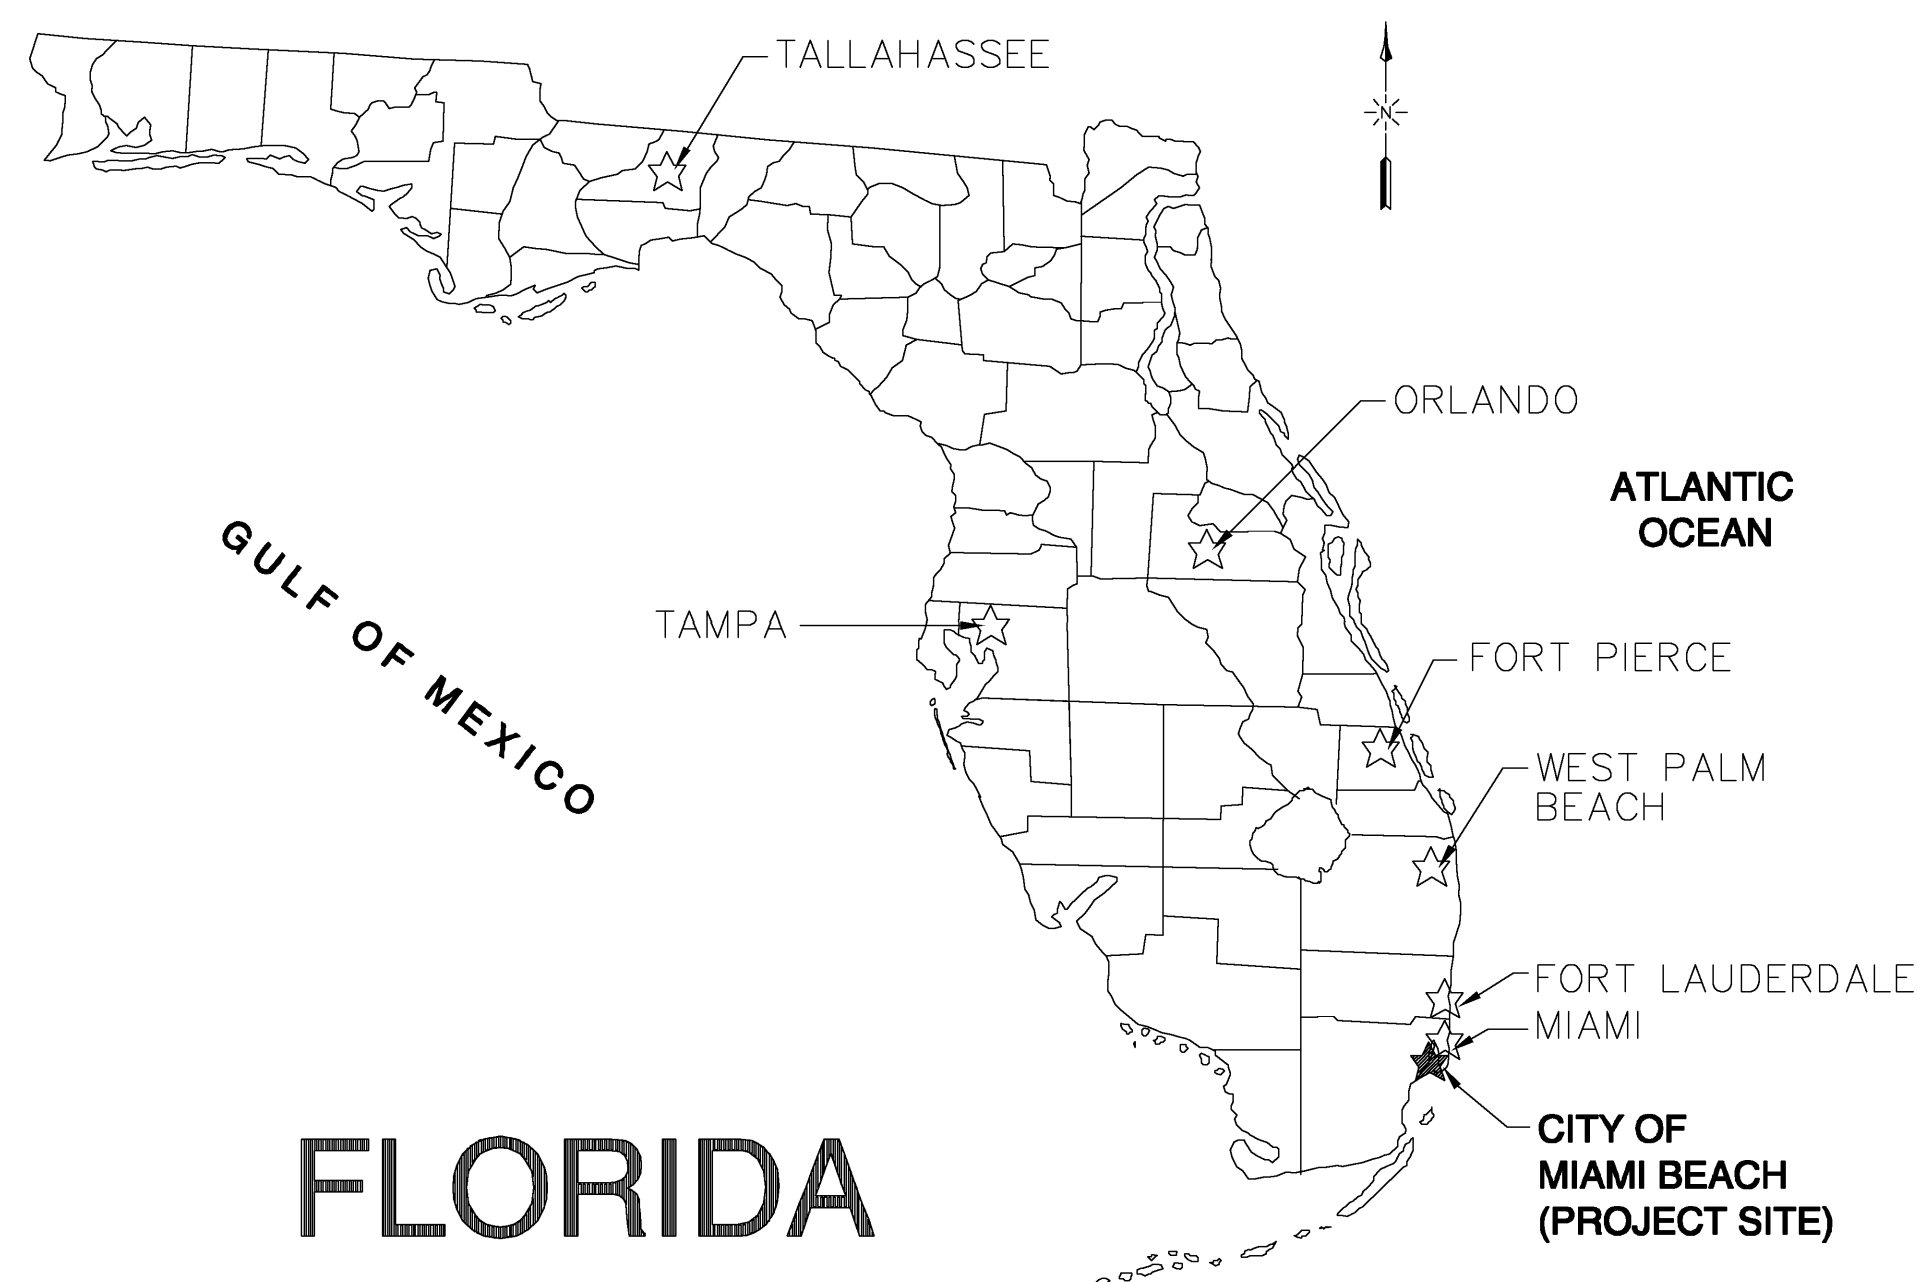 TALLAHASSEE
N
ORLANDO
ATLANTIC
OCEAN
GULF OF MEXICO
TAMPA
FORT PIERCE
WEST PALM
BEACH
FORT LAUDERDALE
MIAMI
CITY OF
MIAMI BEACH
(PROJECT SITE)
FLORIDA